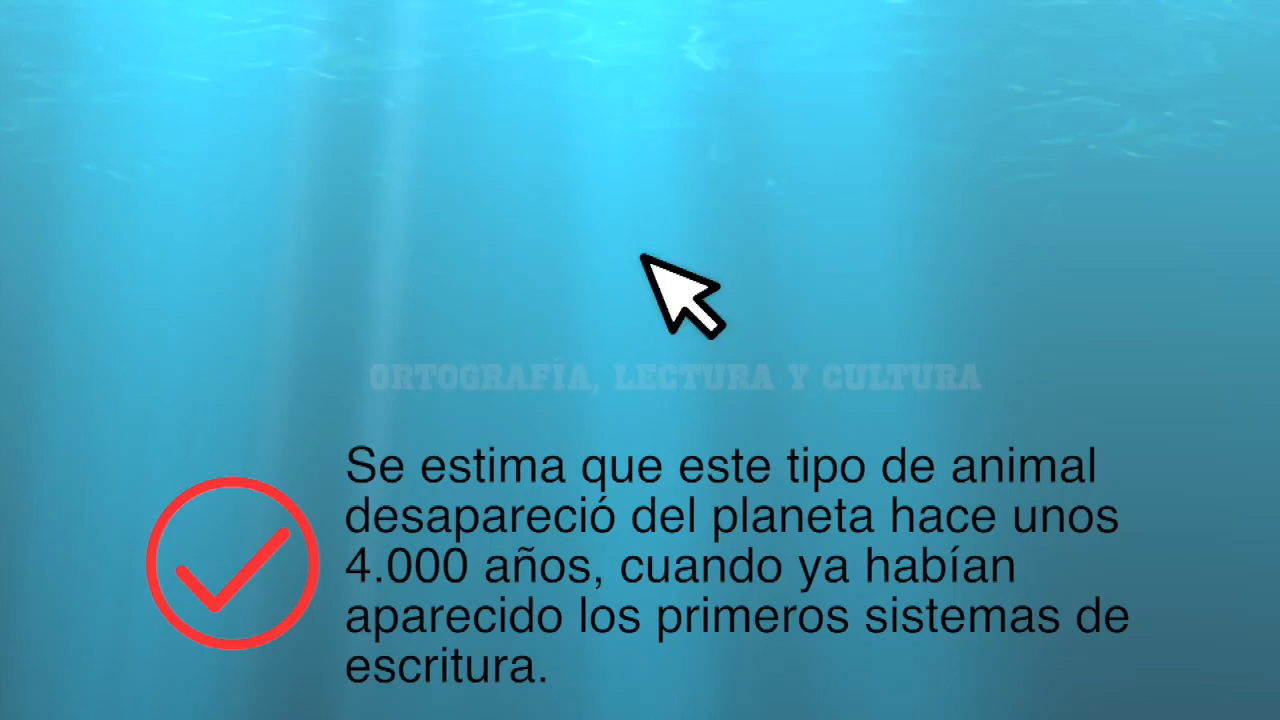 ORTOGRAFÍA, LECTURA Y CULTURA
Se estima que este tipo de animal
desapareció del planeta hace unos
4.000 años, cuando ya habían
aparecido los primeros sistemas de
escritura.